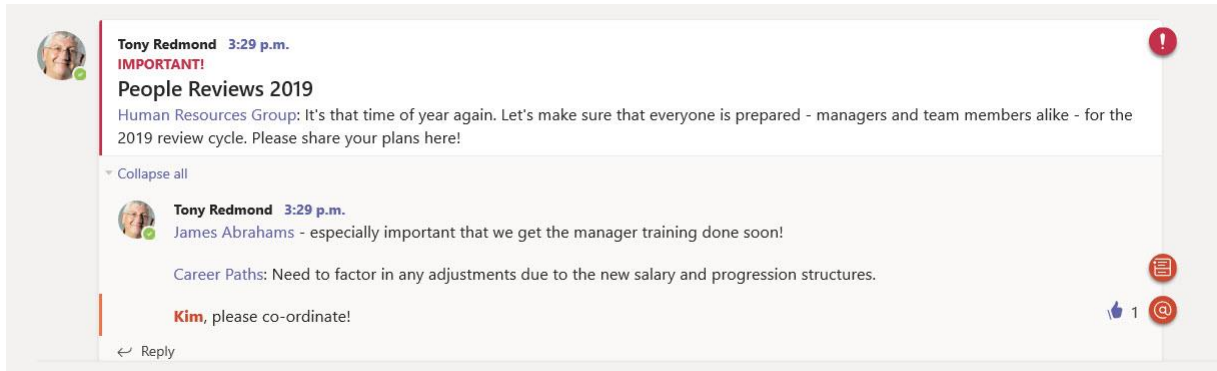 Tony Redmond 3:29 p.m.
IMPORTANT!
People Reviews 2019
Human Resources Group: It's that time of year again. Let's make sure that everyone is prepared - managers and team members alike - for the
2019 review cycle. Please share your plans here!
Collapse all
Tony Redmond 3:29 p.m.
James Abrahams - especially important that we get the manager training done soon!
Career Paths: Need to factor in any adjustments due to the new salary and progression structures.
Kim, please co-ordinate!
1 @
Reply